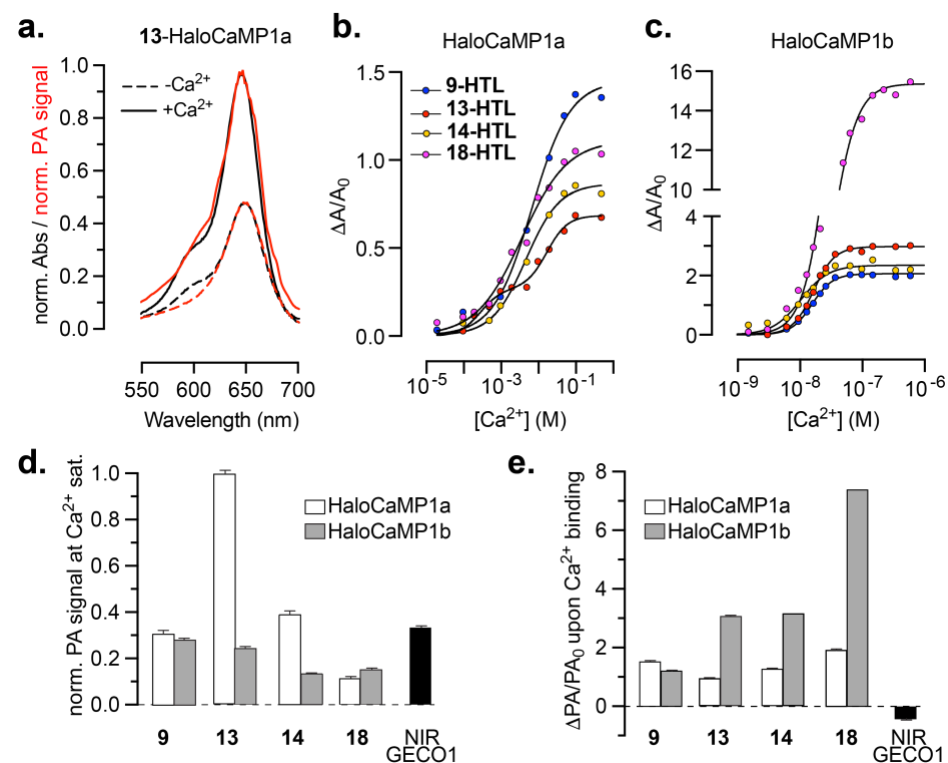 a.
13-HaloCaMP1a
norm. Abs / norm. PA signal
1.0
0.8
0.6
0.4
0.2
0.0
-Ca²⁺
+Ca²⁺
550 600 650 700
Wavelength (nm)
b.
HaloCaMP1a
ΔA/A₀
1.5
1.0
0.5
0.0
9-HTL
13-HTL
14-HTL
18-HTL
10⁻⁵ 10⁻³ 10⁻¹
[Ca²⁺] (M)
c.
HaloCaMP1b
ΔA/A₀
16
14
12
10
4
2
0
10⁻⁹ 10⁻⁸ 10⁻⁷ 10⁻⁶
[Ca²⁺] (M)
d.
norm. PA signal at Ca²⁺ sat.
1.0
0.8
0.6
0.4
0.2
0.0
HaloCaMP1a
HaloCaMP1b
9 13 14 18 NIR
GECO1
e.
ΔPA/PA₀ upon Ca²⁺ binding
8
6
4
2
0
HaloCaMP1a
HaloCaMP1b
9 13 14 18 NIR
GECO1